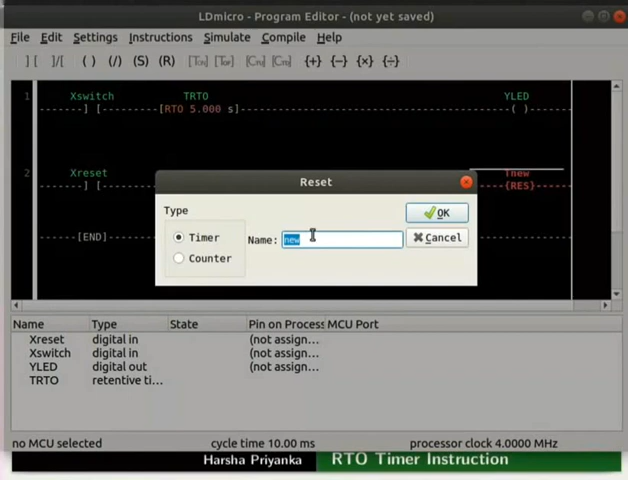 LDmicro - Program Editor - (not yet saved)
File Edit Settings Instructions Simulate Compile Help
] [ ]/[ ( ) (/) (S) (R) {+} {−} {×} {÷}
1 Xswitch TRTO YLED
------] [--------[RTO 5.000 s]-----------------------------------( )-------
2 Xreset Tnew
------] [ {RES}
Reset
Type
Timer
Counter
Name: new
OK
Cancel
-----[END]
Name Type State Pin on Process MCU Port
Xreset digital in (not assign...
Xswitch digital in (not assign...
YLED digital out (not assign...
TRTO retentive ti...
no MCU selected cycle time 10.00 ms processor clock 4.0000 MHz
Harsha Priyanka RTO Timer Instruction